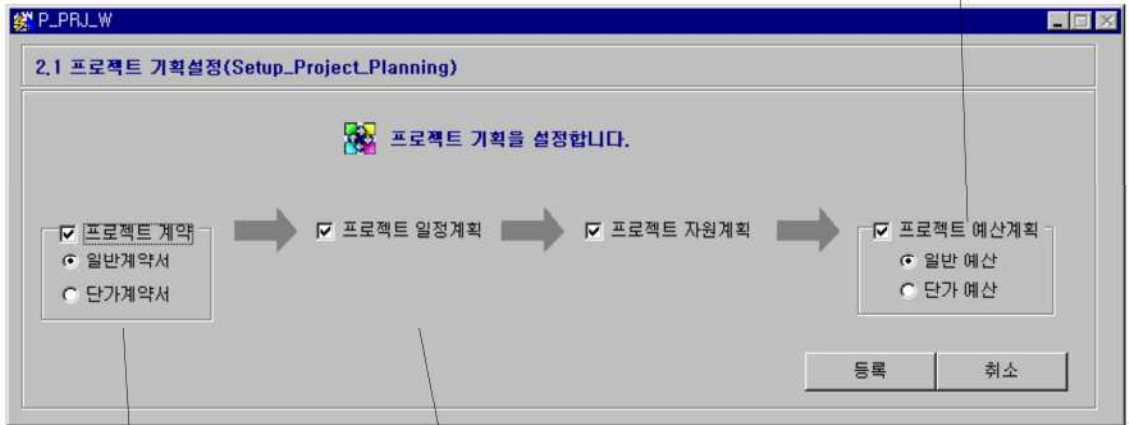 P_PRJ_W
2.1 프로젝트 기획설정(Setup_Project_Planning)
프로젝트 기획을 설정합니다.
프로젝트 계약
일반계약서
단가계약서
프로젝트 일정계획
프로젝트 자원계획
프로젝트 예산계획
일반 예산
단가 예산
등록
취소